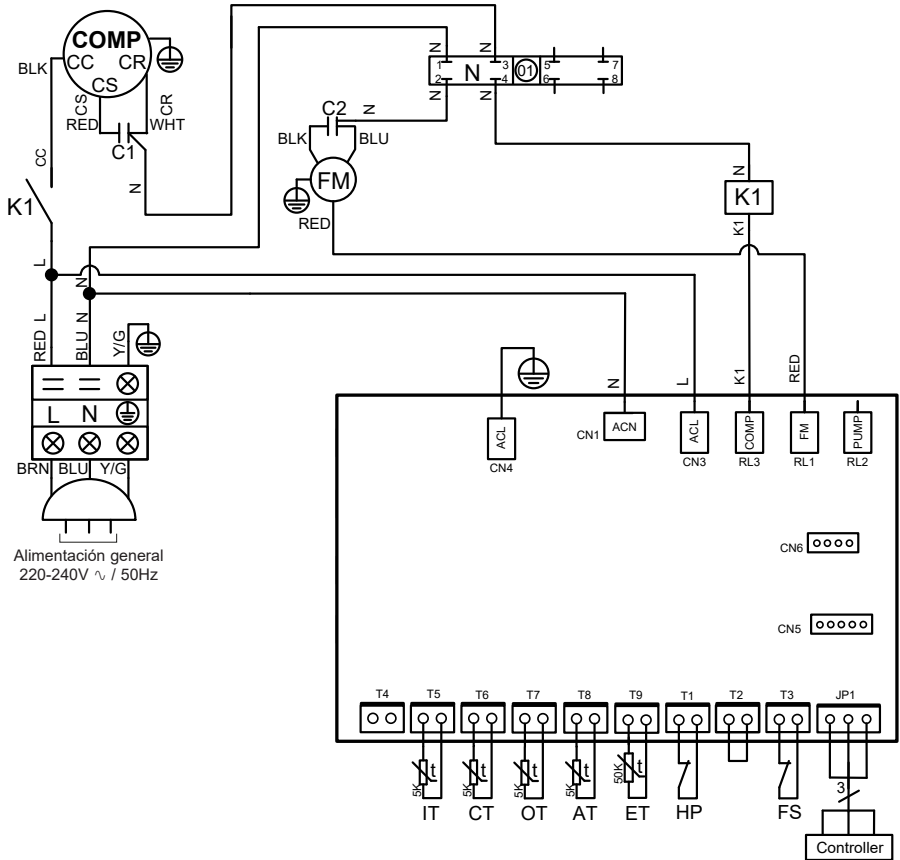 COMP
CC CR
CS
BLK
CS
RED
CR
WHT
C1
CC
N
K1
L
N
RED L
BLU N
Y/G
L N
BRN BLU Y/G
Alimentación general
220-240V ∿ / 50Hz
N
N
1 3 5 7
N 01
2 4 6 8
N
N
C2
N
BLK BLU
FM
RED
N
K1
K1
N
L
K1
RED
ACL
CN4
CN1
ACN
ACL
CN3
COMP
RL3
FM
RL1
PUMP
RL2
CN6
CN5
T4 T5 T6 T7 T8 T9 T1 T2 T3 JP1
5K t
5K t
5K t
5K t
50K t
3
IT CT OT AT ET HP FS
Controller